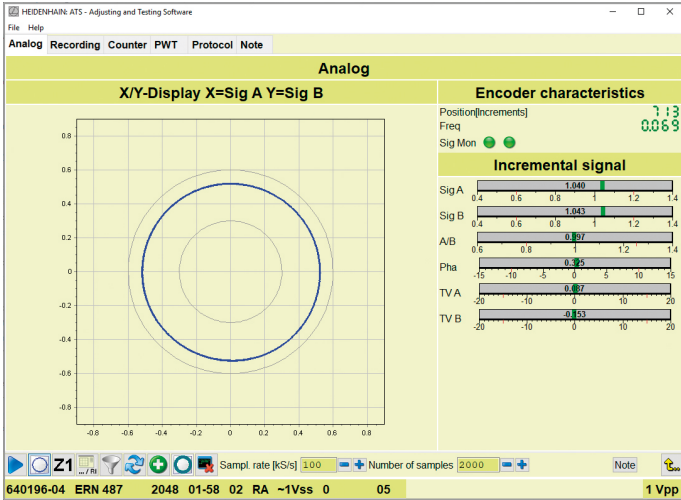 HEIDENHAIN: ATS - Adjusting and Testing Software
File Help
Analog Recording Counter PWT Protocol Note
Analog
X/Y-Display X=Sig A Y=Sig B
Encoder characteristics
Position[Increments] 713
Freq 0.069
Sig Mon
Incremental signal
Sig A 1.040
0.4 0.6 0.8 1 1.2 1.4
Sig B 1.043
0.4 0.6 0.8 1 1.2 1.4
A/B 0.997
0.6 0.8 1 1.2 1.4
Pha 0.325
-15 -10 -5 0 5 10 15
TV A 0.087
-20 -10 0 10 20
TV B -0.153
-20 -10 0 10 20
0.8
0.6
0.4
0.2
0
-0.2
-0.4
-0.6
-0.8
-0.8 -0.6 -0.4 -0.2 0 0.2 0.4 0.6 0.8
Z1 .../ RI Sampl. rate [kS/s] 100 Number of samples 2000 Note
640196-04 ERN 487 2048 01-58 02 RA ~1Vss 0 05 1 Vpp